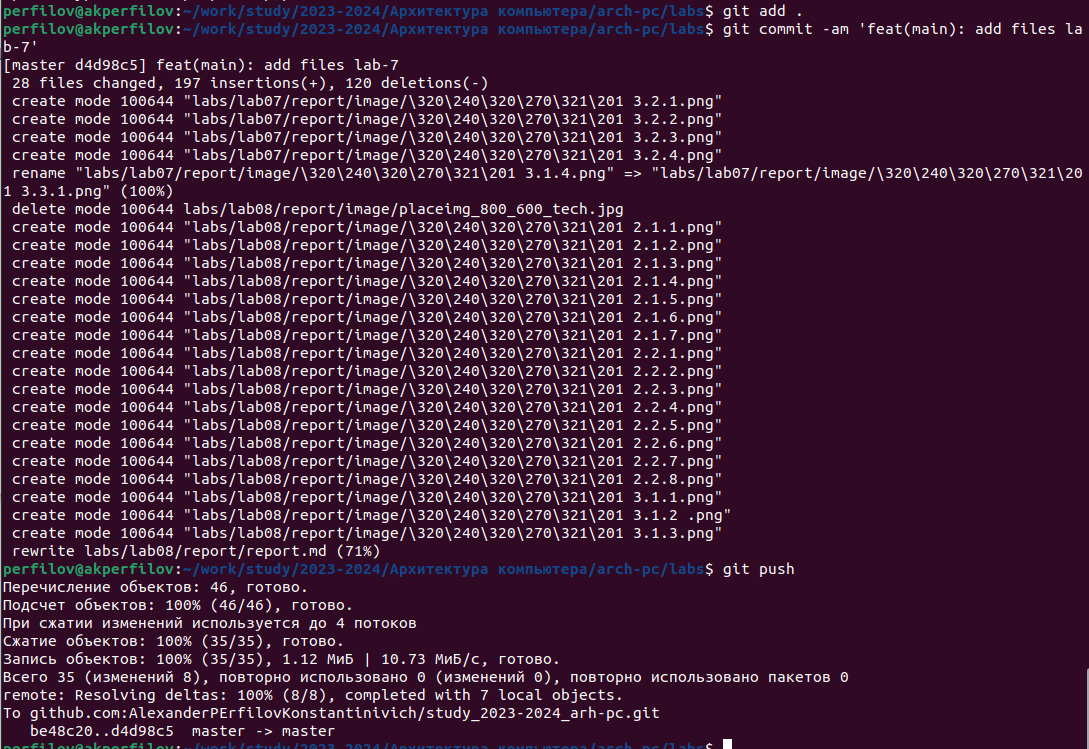 perfilov@akperfilov:~/work/study/2023-2024/Архитектура компьютера/arch-pc/labs$ git add .
perfilov@akperfilov:~/work/study/2023-2024/Архитектура компьютера/arch-pc/labs$ git commit -am 'feat(main): add files la
b-7'
[master d4d98c5] feat(main): add files lab-7
 28 files changed, 197 insertions(+), 120 deletions(-)
 create mode 100644 "labs/lab07/report/image/\320\240\320\270\321\201 3.2.1.png"
 create mode 100644 "labs/lab07/report/image/\320\240\320\270\321\201 3.2.2.png"
 create mode 100644 "labs/lab07/report/image/\320\240\320\270\321\201 3.2.3.png"
 create mode 100644 "labs/lab07/report/image/\320\240\320\270\321\201 3.2.4.png"
 rename "labs/lab07/report/image/\320\240\320\270\321\201 3.1.4.png" => "labs/lab07/report/image/\320\240\320\270\321\20
1 3.3.1.png" (100%)
 delete mode 100644 labs/lab08/report/image/placeimg_800_600_tech.jpg
 create mode 100644 "labs/lab08/report/image/\320\240\320\270\321\201 2.1.1.png"
 create mode 100644 "labs/lab08/report/image/\320\240\320\270\321\201 2.1.2.png"
 create mode 100644 "labs/lab08/report/image/\320\240\320\270\321\201 2.1.3.png"
 create mode 100644 "labs/lab08/report/image/\320\240\320\270\321\201 2.1.4.png"
 create mode 100644 "labs/lab08/report/image/\320\240\320\270\321\201 2.1.5.png"
 create mode 100644 "labs/lab08/report/image/\320\240\320\270\321\201 2.1.6.png"
 create mode 100644 "labs/lab08/report/image/\320\240\320\270\321\201 2.1.7.png"
 create mode 100644 "labs/lab08/report/image/\320\240\320\270\321\201 2.2.1.png"
 create mode 100644 "labs/lab08/report/image/\320\240\320\270\321\201 2.2.2.png"
 create mode 100644 "labs/lab08/report/image/\320\240\320\270\321\201 2.2.3.png"
 create mode 100644 "labs/lab08/report/image/\320\240\320\270\321\201 2.2.4.png"
 create mode 100644 "labs/lab08/report/image/\320\240\320\270\321\201 2.2.5.png"
 create mode 100644 "labs/lab08/report/image/\320\240\320\270\321\201 2.2.6.png"
 create mode 100644 "labs/lab08/report/image/\320\240\320\270\321\201 2.2.7.png"
 create mode 100644 "labs/lab08/report/image/\320\240\320\270\321\201 2.2.8.png"
 create mode 100644 "labs/lab08/report/image/\320\240\320\270\321\201 3.1.1.png"
 create mode 100644 "labs/lab08/report/image/\320\240\320\270\321\201 3.1.2 .png"
 create mode 100644 "labs/lab08/report/image/\320\240\320\270\321\201 3.1.3.png"
 rewrite labs/lab08/report/report.md (71%)
perfilov@akperfilov:~/work/study/2023-2024/Архитектура компьютера/arch-pc/labs$ git push
Перечисление объектов: 46, готово.
Подсчет объектов: 100% (46/46), готово.
При сжатии изменений используется до 4 потоков
Сжатие объектов: 100% (35/35), готово.
Запись объектов: 100% (35/35), 1.12 МиБ | 10.73 МиБ/с, готово.
Всего 35 (изменений 8), повторно использовано 0 (изменений 0), повторно использовано пакетов 0
remote: Resolving deltas: 100% (8/8), completed with 7 local objects.
To github.com:AlexanderPErfilovKonstantinivich/study_2023-2024_arh-pc.git
   be48c20..d4d98c5  master -> master
perfilov@akperfilov:~/work/study/2023-2024/Архитектура компьютера/arch-pc/labs$